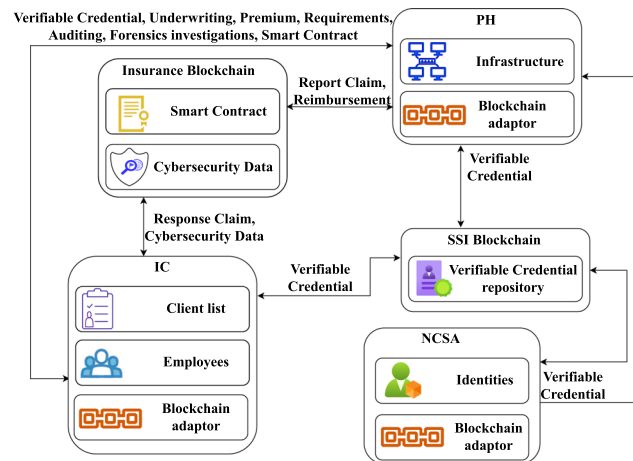 Verifiable Credential, Underwriting, Premium, Requirements,
Auditing, Forensics investigations, Smart Contract
PH
Infrastructure
Blockchain
adaptor
Insurance Blockchain
Smart Contract
Cybersecurity Data
Report Claim,
Reimbursement
Verifiable
Credential
Response Claim,
Cybersecurity Data
SSI Blockchain
Verifiable Credential
repository
IC
Client list
Employees
Blockchain
adaptor
Verifiable
Credential
NCSA
Identities
Blockchain
adaptor
Verifiable
Credential